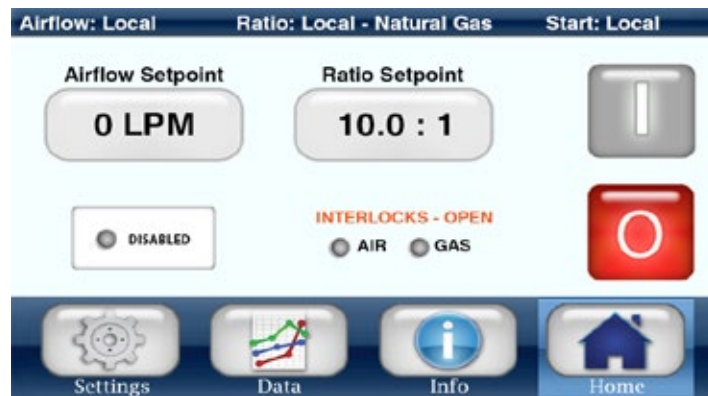 Airflow: Local Ratio: Local - Natural Gas Start: Local
Airflow Setpoint Ratio Setpoint
0 LPM 10.0 : 1 I
DISABLED INTERLOCKS - OPEN O
AIR GAS
Settings Data Info Home